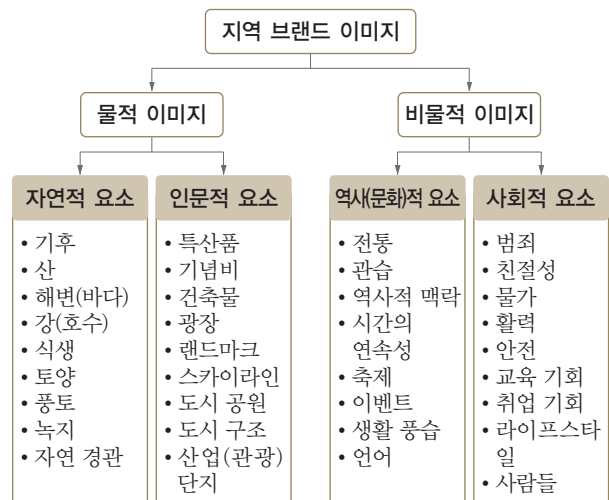 지역 브랜드 이미지
물적 이미지
비물적 이미지
자연적 요소
• 기후
• 산
• 해변(바다)
• 강(호수)
• 식생
• 토양
• 풍토
• 녹지
• 자연 경관
인문적 요소
• 특산품
• 기념비
• 건축물
• 광장
• 랜드마크
• 스카이라인
• 도시 공원
• 도시 구조
• 산업(관광)
단지
역사(문화)적 요소
• 전통
• 관습
• 역사적 맥락
• 시간의
연속성
• 축제
• 이벤트
• 생활 풍습
• 언어
사회적 요소
• 범죄
• 친절성
• 물가
• 활력
• 안전
• 교육 기회
• 취업 기회
• 라이프스타
일
• 사람들